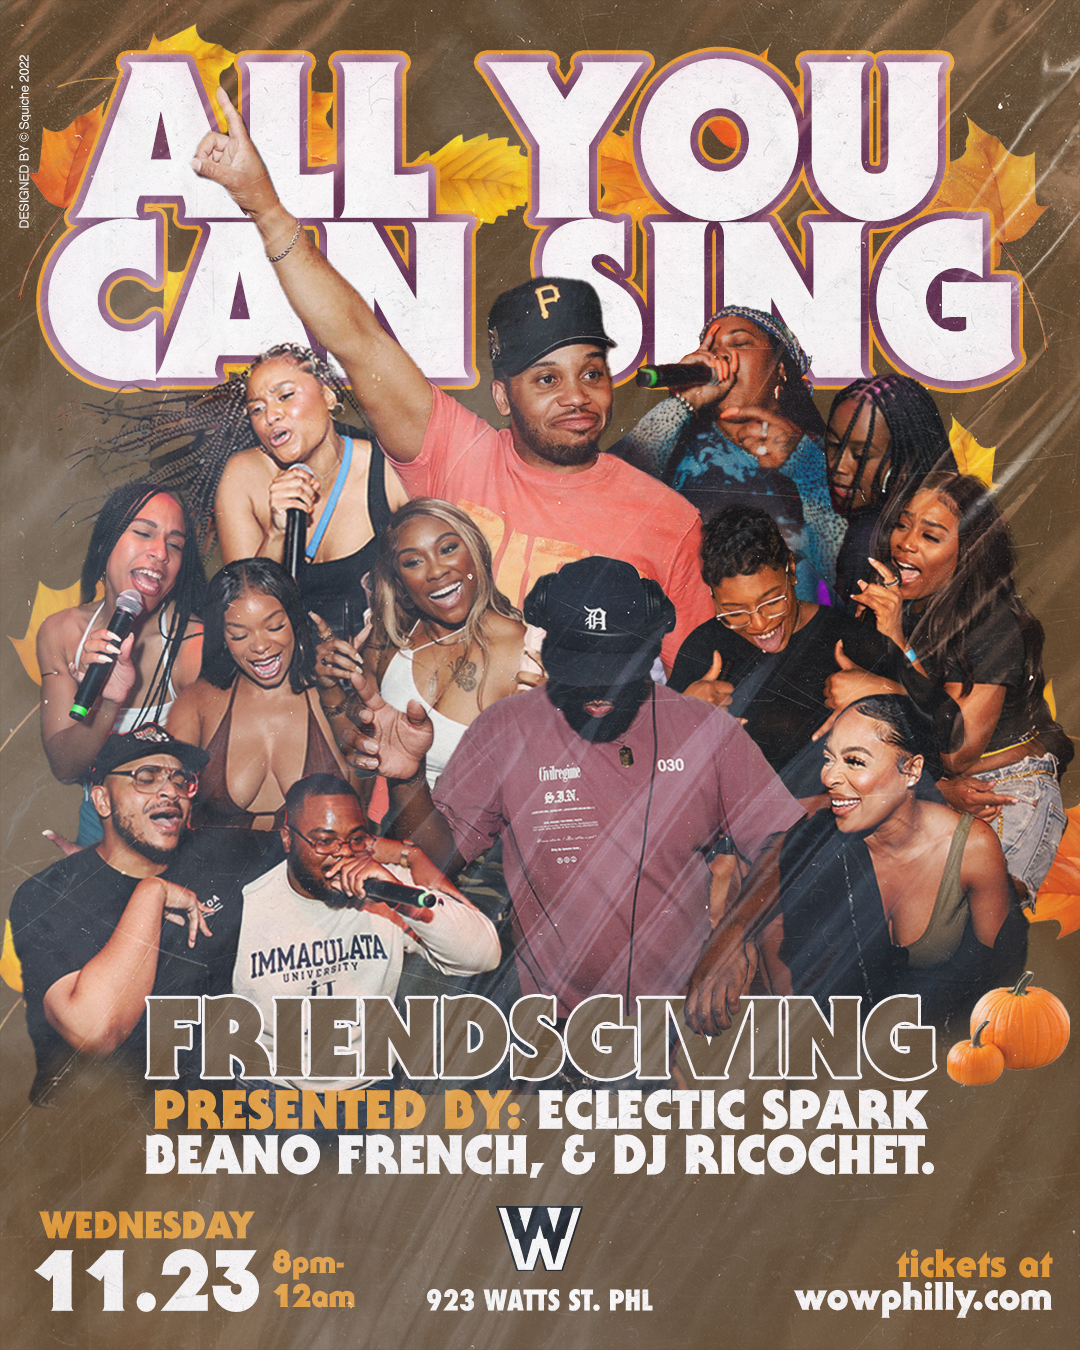 DESIGNED BY © Squiche 2022
ALL YOU
CAN SING
P
D
Civilregime
S.I.N.
030
IMMACULATA
UNIVERSITY
FRIENDSGIVING
PRESENTED BY: ECLECTIC SPARK
BEANO FRENCH, & DJ RICOCHET.
WEDNESDAY
11.23
8pm-
12am
W
923 WATTS ST. PHL
tickets at
wowphilly.com